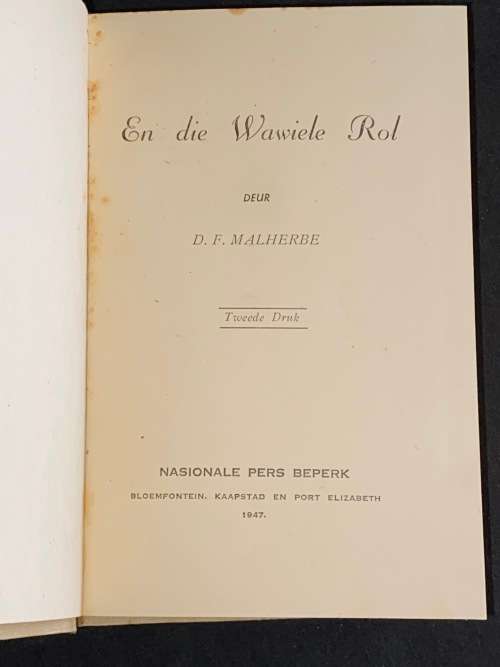 En die Wawiele Rol
DEUR
D. F. MALHERBE
Tweede Druk
NASIONALE PERS BEPERK
BLOEMFONTEIN, KAAPSTAD EN PORT ELIZABETH
1947.